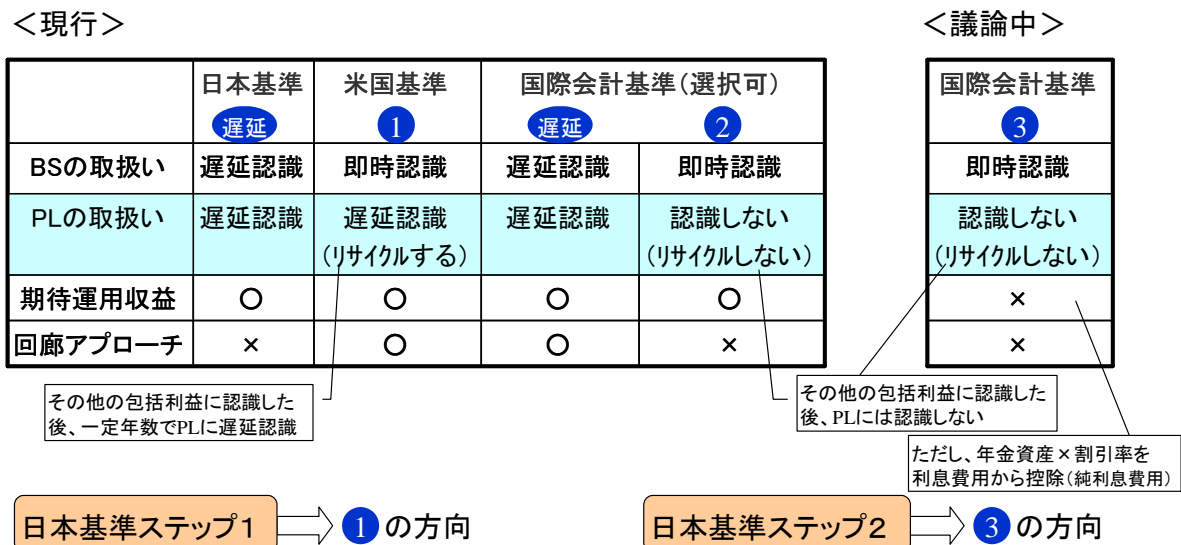 ＜現行＞
＜議論中＞
日本基準 米国基準 国際会計基準(選択可)
遅延 1 遅延 2
BSの取扱い 遅延認識 即時認識 遅延認識 即時認識
PLの取扱い 遅延認識 遅延認識 遅延認識 認識しない
(リサイクルする) (リサイクルしない)
期待運用収益 ○ ○ ○ ○
回廊アプローチ × ○ ○ ×
国際会計基準
3
即時認識
認識しない
(リサイクルしない)
×
×
その他の包括利益に認識した
後、一定年数でPLに遅延認識
その他の包括利益に認識した
後、PLには認識しない
ただし、年金資産×割引率を
利息費用から控除(純利息費用)
日本基準ステップ1 1 の方向
日本基準ステップ2 3 の方向